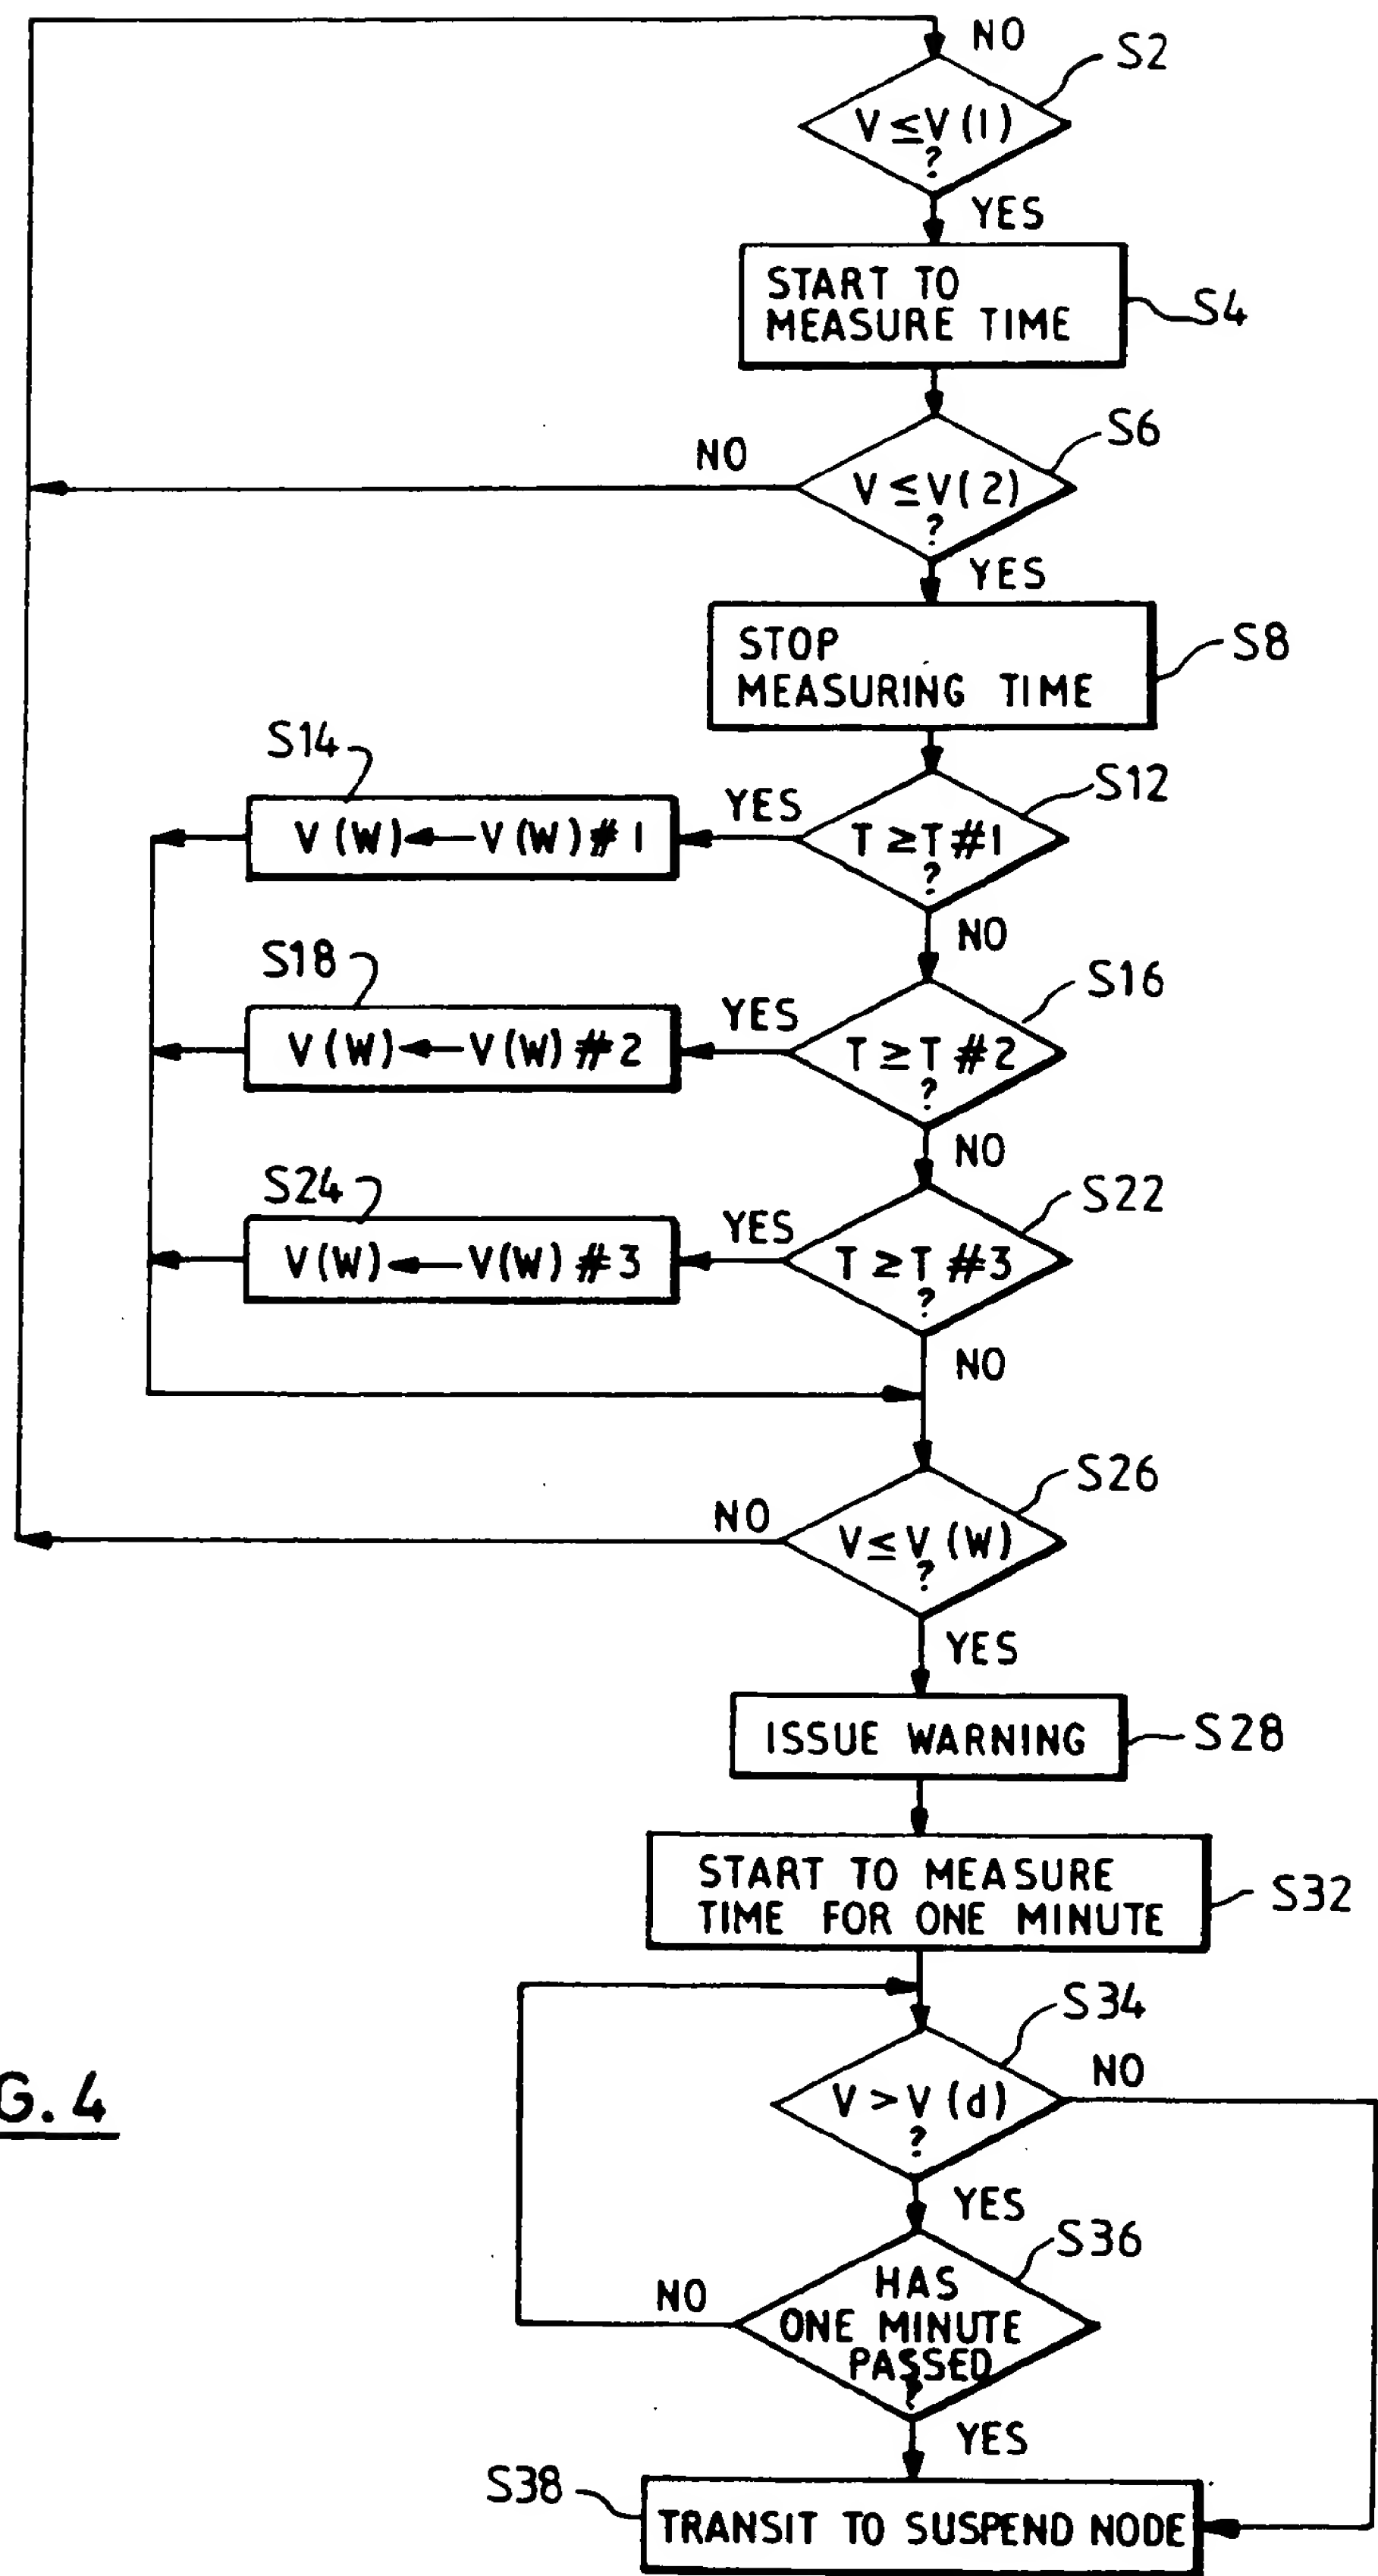 NO
S2
V ≤ V(1)
?
YES
START TO
MEASURE TIME
S4
S6
NO
V ≤ V(2)
?
YES
STOP
MEASURING TIME
S8
S14
S12
V(W) ← V(W)#1
YES
T ≥ T #1
?
NO
S18
S16
V(W) ← V(W) #2
YES
T ≥ T #2
?
NO
S24
S22
V(W) ← V(W) #3
YES
T ≥ T #3
?
NO
S26
NO
V ≤ V(W)
?
YES
ISSUE WARNING
S28
START TO MEASURE
TIME FOR ONE MINUTE
S32
S34
NO
V > V(d)
?
G. 4
YES
S36
NO
HAS
ONE MINUTE
PASSED
?
YES
S38
TRANSIT TO SUSPEND NODE